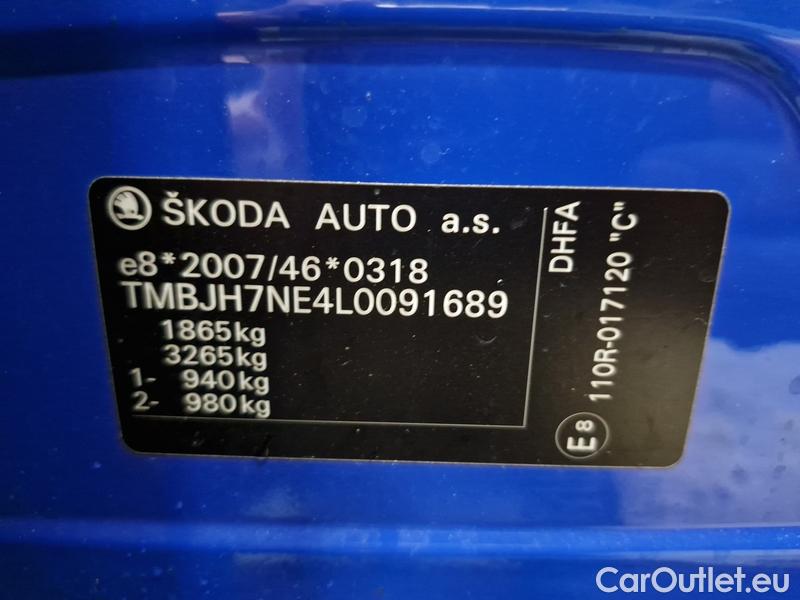 ŠKODA AUTO a.s.
e8*2007/46*0318
TMBJH7NE4L0091689
1865kg
3265kg
1- 940kg
2- 980kg
DHFA
110R-017120 "C"
E8
CarOutlet.eu